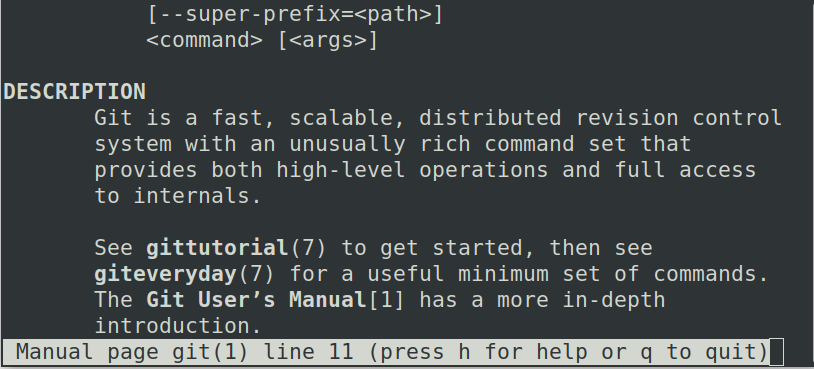 [--super-prefix=<path>]
<command> [<args>]
DESCRIPTION
Git is a fast, scalable, distributed revision control
system with an unusually rich command set that
provides both high-level operations and full access
to internals.
See gittutorial(7) to get started, then see
giteveryday(7) for a useful minimum set of commands.
The Git User’s Manual[1] has a more in-depth
introduction.
Manual page git(1) line 11 (press h for help or q to quit)